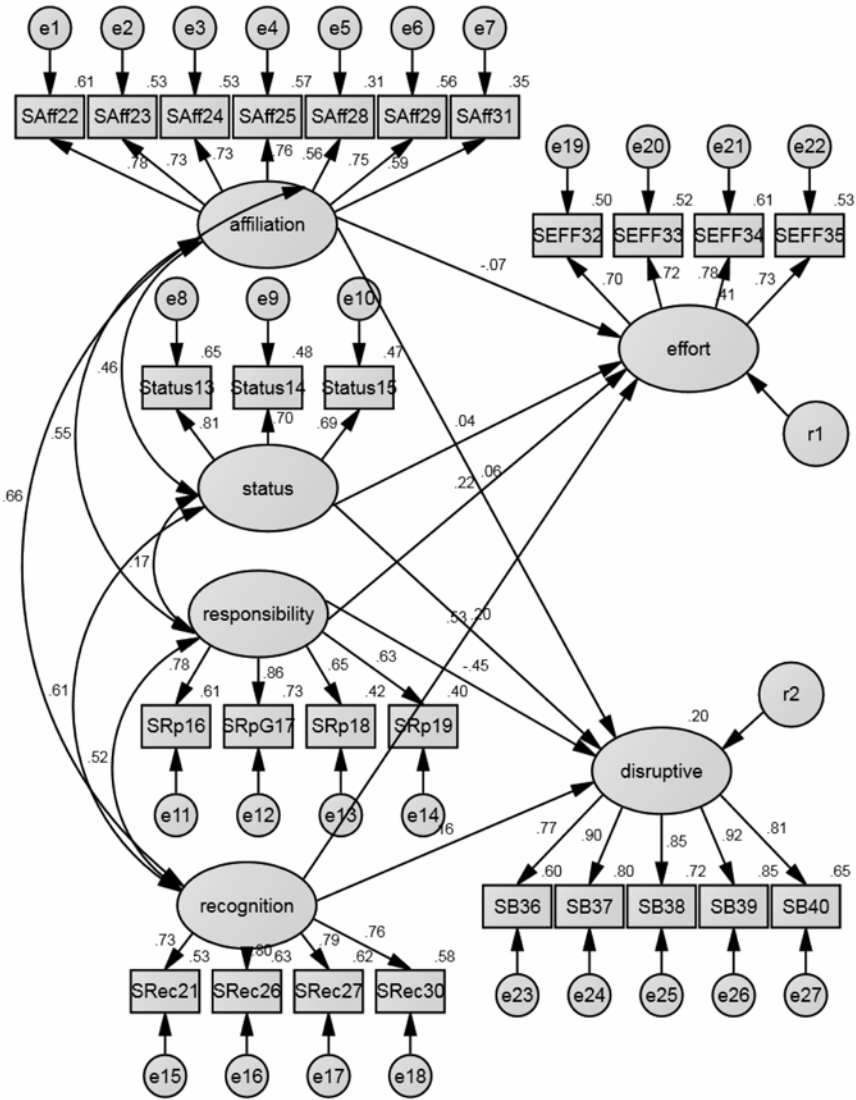 e1 e2 e3 e4 e5 e6 e7
.61 .53 .53 .57 .31 .56 .35
SAff22 SAff23 SAff24 SAff25 SAff28 SAff29 SAff31
.78 .73 .73 .76 .56 .75 .59
affiliation
e19 e20 e21 e22
.50 .52 .61 .53
SEFF32 SEFF33 SEFF34 SEFF35
.70 .72 .78 .41 .73
effort
r1
-.07
e8 e9 e10
.65 .48 .47
Status13 Status14 Status15
.81 .70 .69
status
.46
.55
.66
.04
.06
.22
.17
responsibility
.53 .20
-.45
.78 .86 .65 .63
.61 .73 .42 .40
SRp16 SRpG17 SRp18 SRp19
e11 e12 e13 e14
.61
.52
.16
r2
.20
disruptive
.77 .90 .85 .92 .81
.60 .80 .72 .85 .65
SB36 SB37 SB38 SB39 SB40
e23 e24 e25 e26 e27
recognition
.73 .80 .79 .76
.53 .63 .62 .58
SRec21 SRec26 SRec27 SRec30
e15 e16 e17 e18